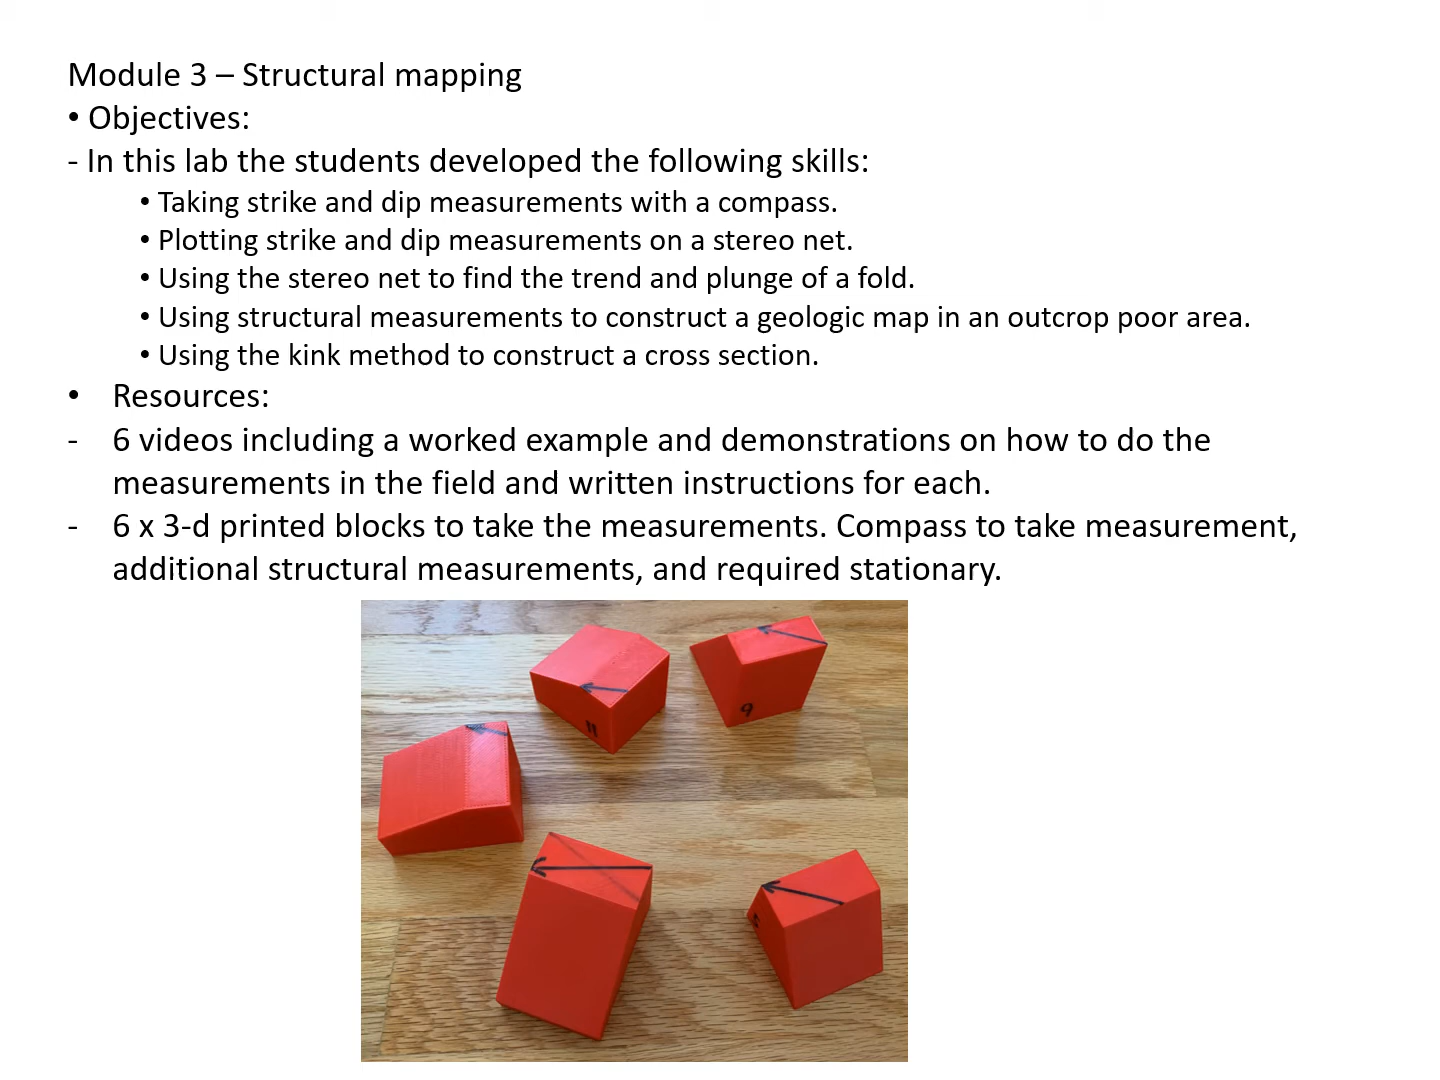 Module 3 – Structural mapping
• Objectives:
- In this lab the students developed the following skills:
• Taking strike and dip measurements with a compass.
• Plotting strike and dip measurements on a stereo net.
• Using the stereo net to find the trend and plunge of a fold.
• Using structural measurements to construct a geologic map in an outcrop poor area.
• Using the kink method to construct a cross section.
• Resources:
- 6 videos including a worked example and demonstrations on how to do the
measurements in the field and written instructions for each.
- 6 x 3-d printed blocks to take the measurements. Compass to take measurement,
additional structural measurements, and required stationary.
11
9